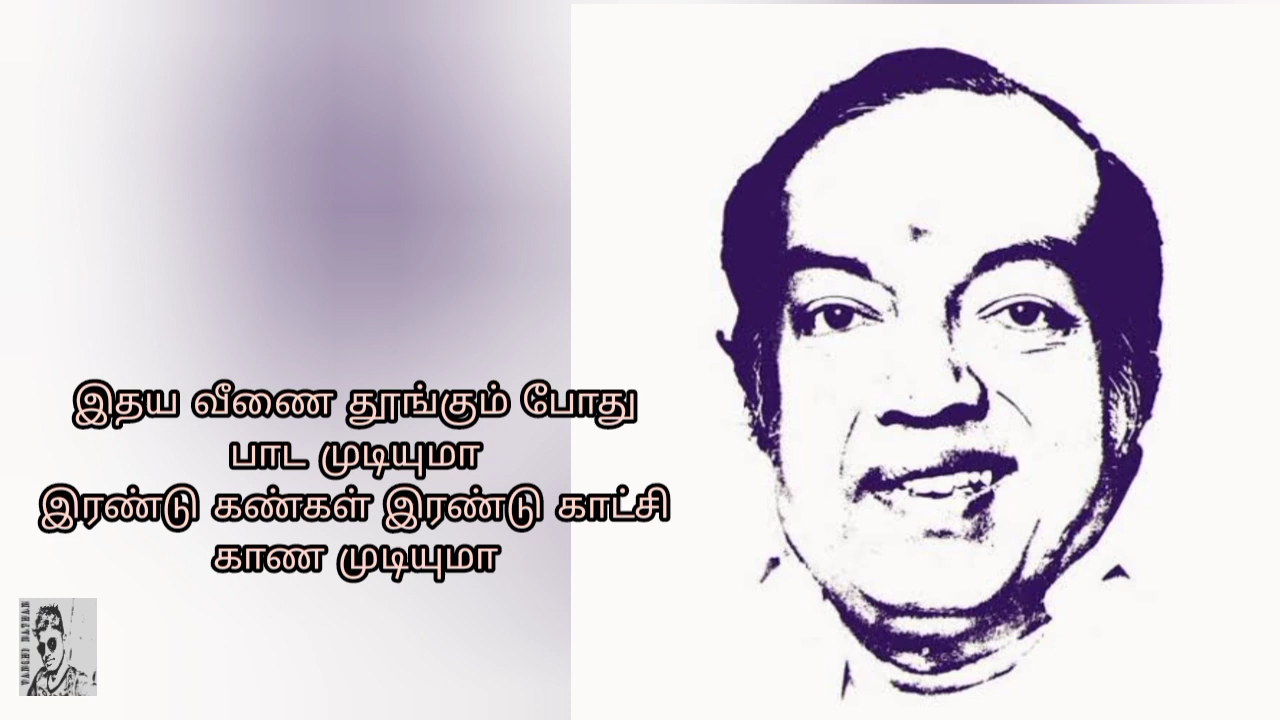 இதய வீணை தூங்கும் போது
பாட முடியுமா
இரண்டு கண்கள் இரண்டு காட்சி
காண முடியுமா